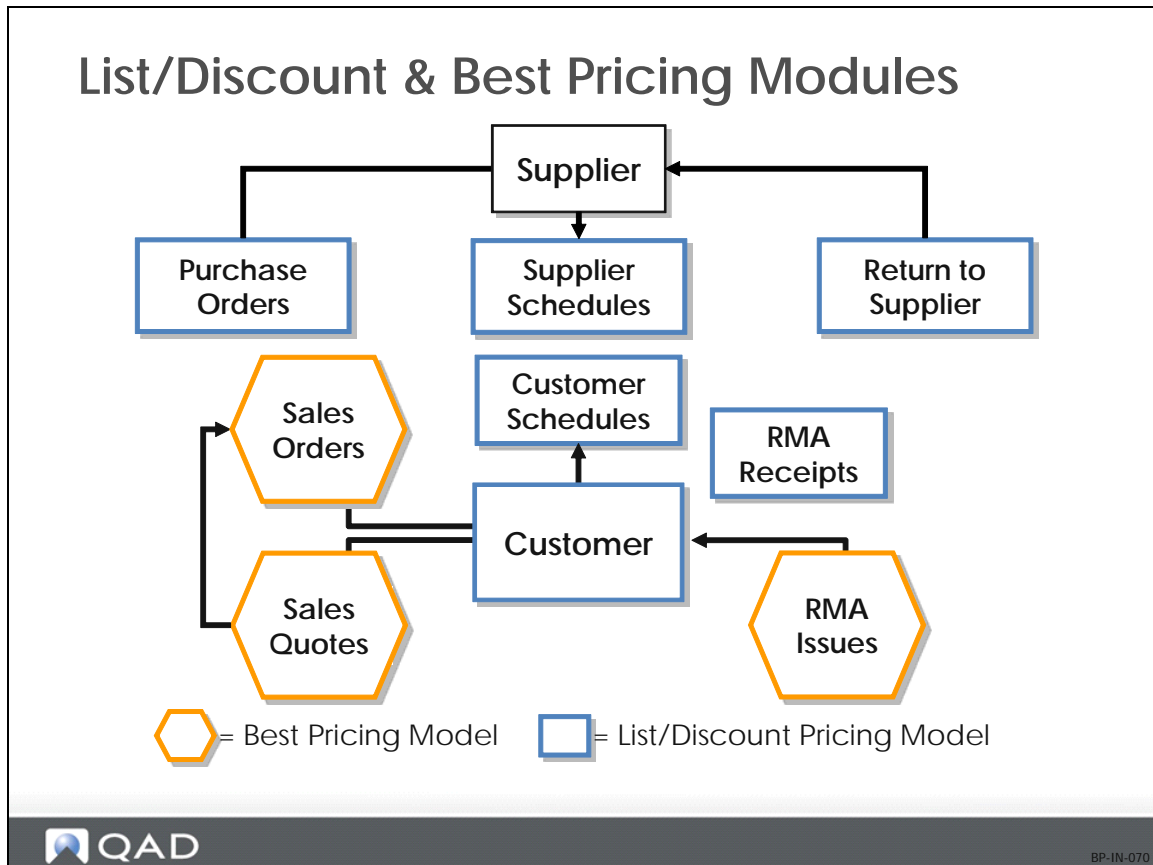 List/Discount & Best Pricing Modules
Supplier
Purchase
Orders
Supplier
Schedules
Return to
Supplier
Sales
Orders
Customer
Schedules
RMA
Receipts
Customer
Sales
Quotes
RMA
Issues
= Best Pricing Model
= List/Discount Pricing Model
QAD
BP-IN-070